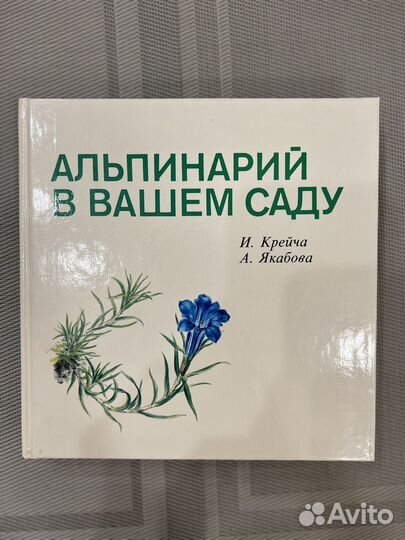 АЛЬПИНАРИЙ
В ВАШЕМ САДУ
И. Крейча
А. Якабова
Avito